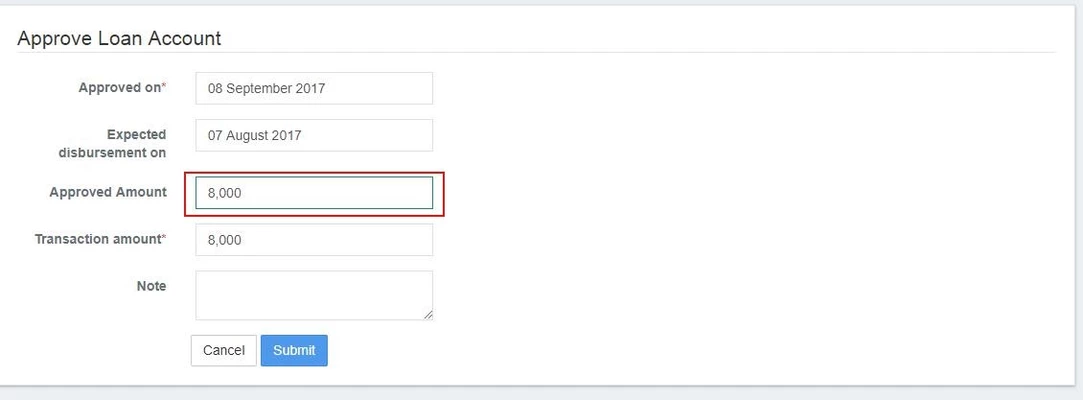 Approve Loan Account
Approved on* 08 September 2017
Expected
disbursement on 07 August 2017
Approved Amount 8,000
Transaction amount* 8,000
Note
Cancel Submit